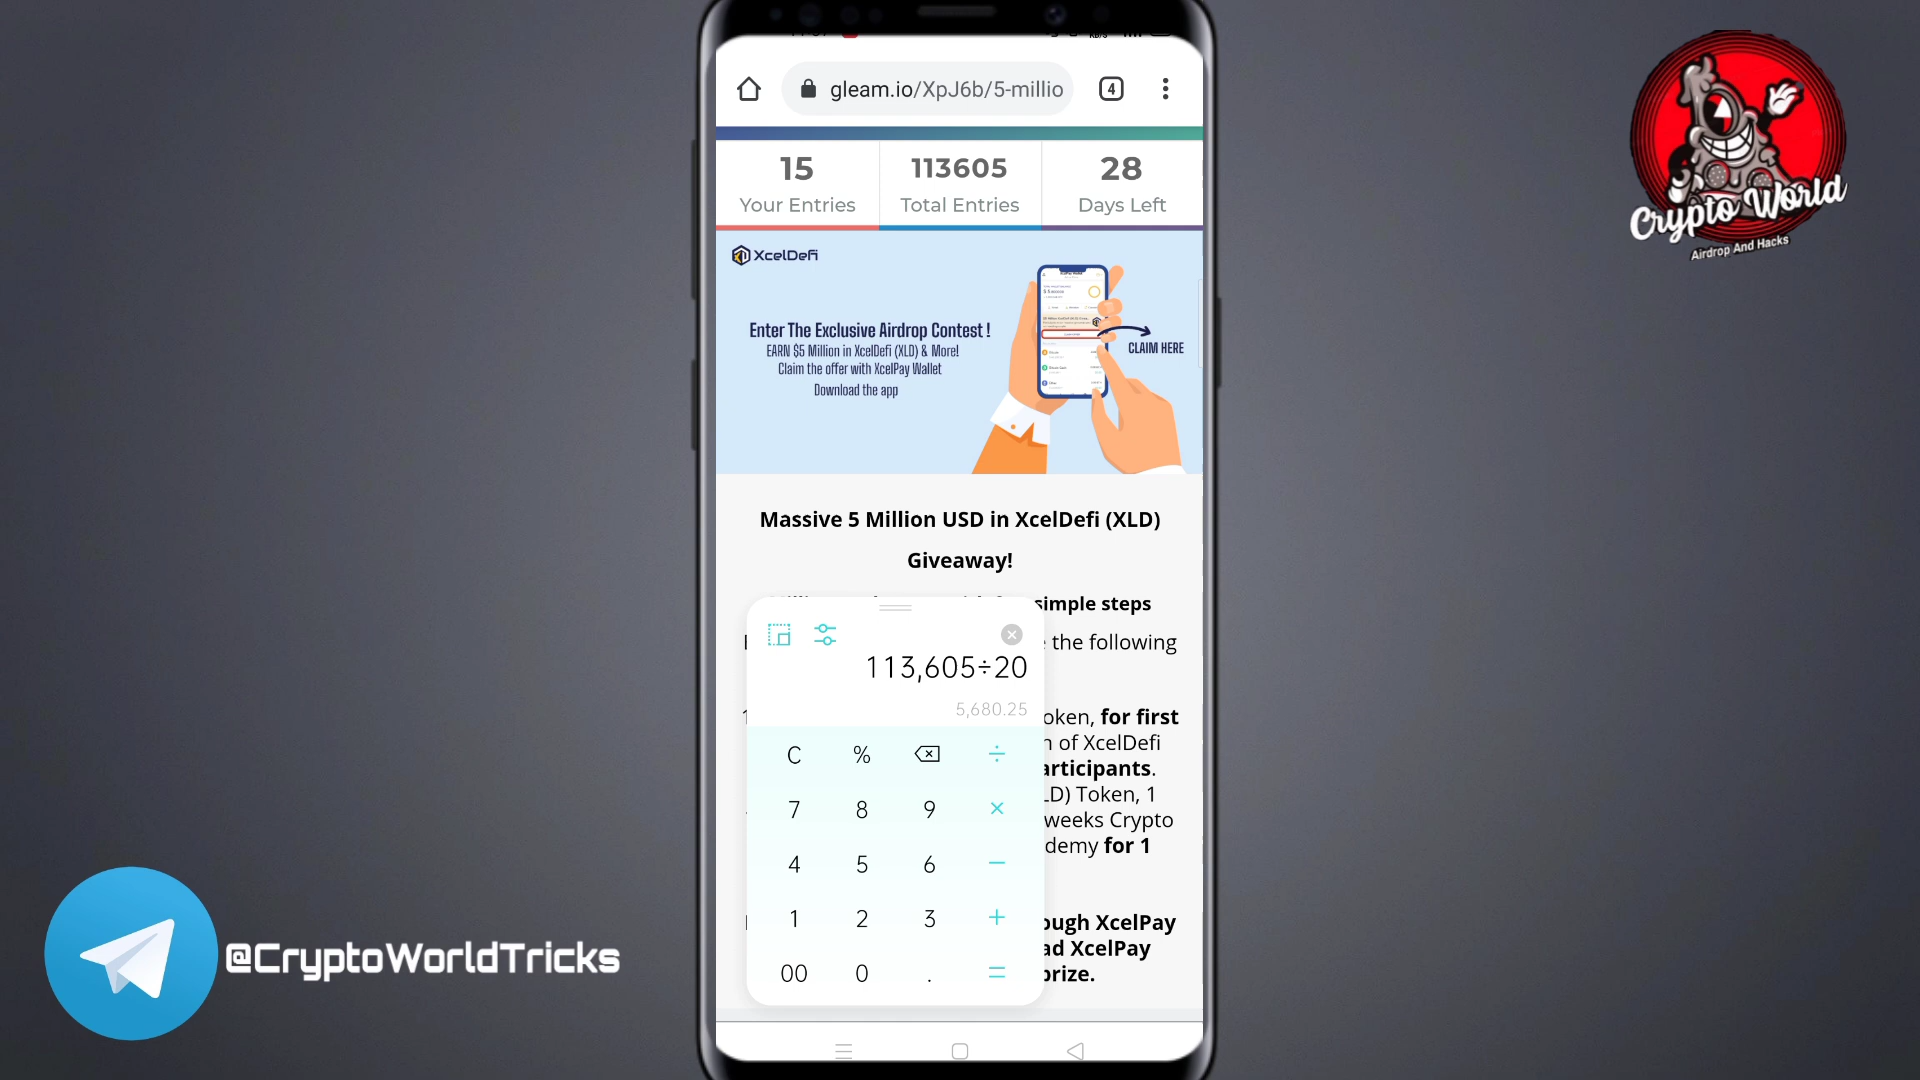 gleam.io/XpJ6b/5-millio
4
15
113605
28
Your Entries
Total Entries
Days Left
XcelDefi
Enter The Exclusive Airdrop Contest !
EARN $5 Million in XcelDefi (XLD) & More!
Claim the offer with XcelPay Wallet
Download the app
CLAIM HERE
Massive 5 Million USD in XcelDefi (XLD)
Giveaway!
simple steps
the following
113,605÷20
5,680.25
oken, for first
of XcelDefi
articipants.
LD) Token, 1
weeks Crypto
demy for 1
ough XcelPay
ad XcelPay
prize.
C % ÷
7 8 9 ×
4 5 6 −
1 2 3 +
00 0 . =
Crypto World
Airdrop And Hacks
@CryptoWorldTricks